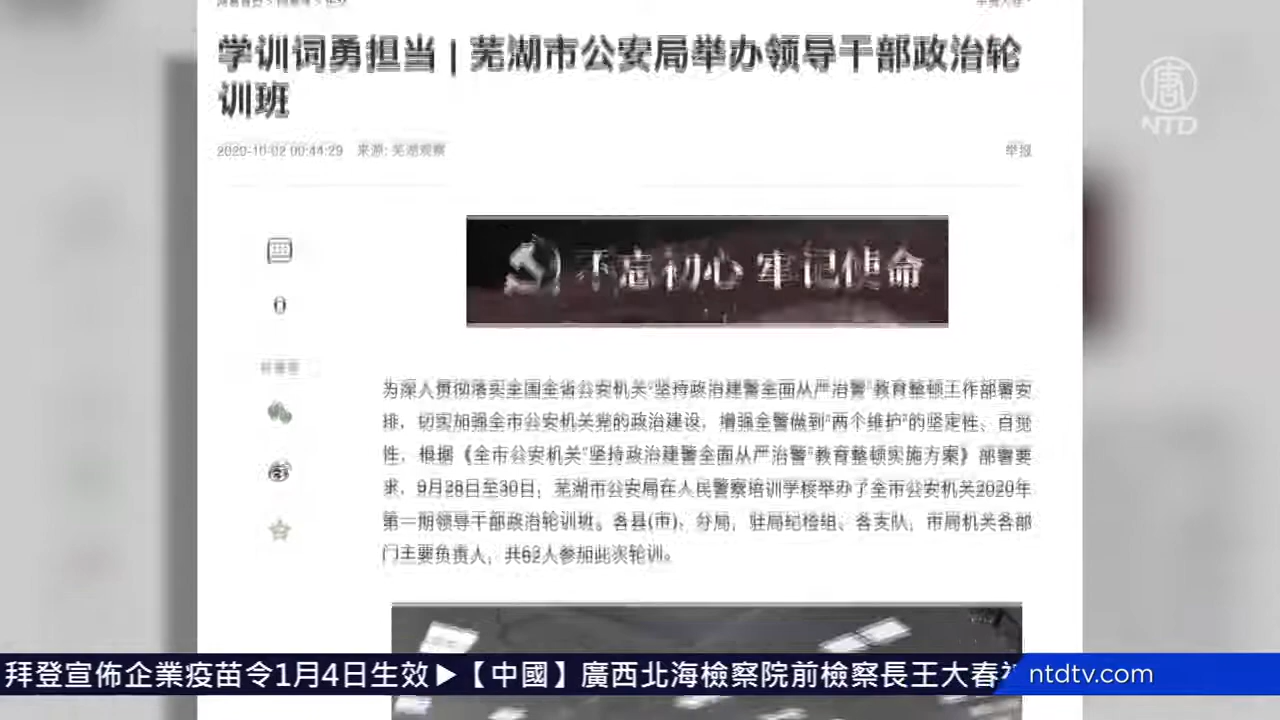 学训词勇担当 | 芜湖市公安局举办领导干部政治轮
训班
2020-10-02 00:44:29 来源: 芜湖观察
举报
唐
NTD
0
不忘初心 牢记使命
为深入贯彻落实全国全省公安机关“坚持政治建警全面从严治警”教育整顿工作部署安
排，切实加强全市公安机关党的政治建设，增强全警做到“两个维护”的坚定性、自觉
性，根据《全市公安机关“坚持政治建警全面从严治警”教育整顿实施方案》部署要
求，9月28日至30日，芜湖市公安局在人民警察培训学校举办了全市公安机关2020年
第一期领导干部政治轮训班。各县(市)、分局，驻局纪检组、各支队，市局机关各部
门主要负责人，共62人参加此次轮训。
拜登宣佈企業疫苗令1月4日生效▶【中國】廣西北海檢察院前檢察長王大春
ntdtv.com